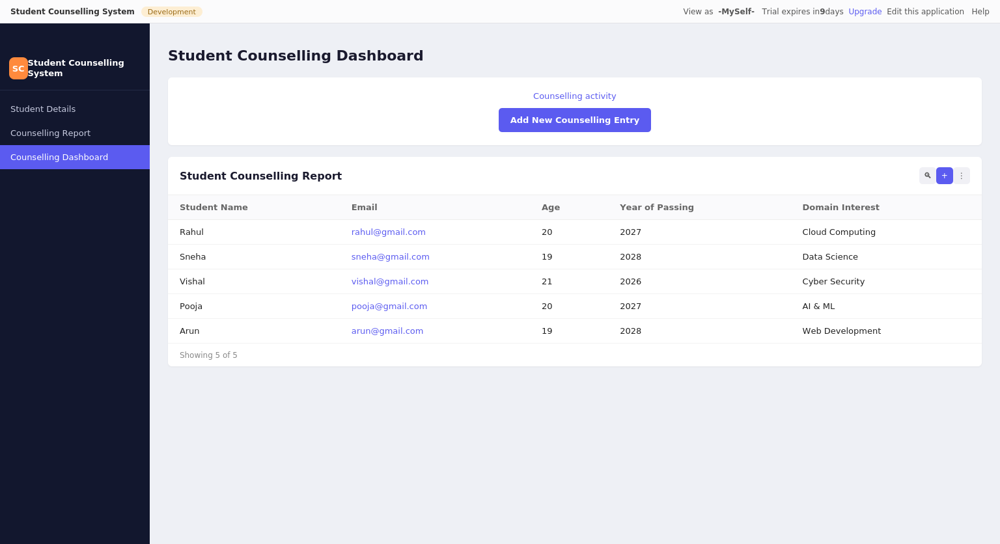 Student Counselling System Development View as -MySelf- Trial expires in9days Upgrade Edit this application Help
SC Student Counselling
System
Student Details
Counselling Report
Counselling Dashboard
Student Counselling Dashboard
Counselling activity
Add New Counselling Entry
Student Counselling Report + ⋮
Student Name Email Age Year of Passing Domain Interest
Rahul rahul@gmail.com 20 2027 Cloud Computing
Sneha sneha@gmail.com 19 2028 Data Science
Vishal vishal@gmail.com 21 2026 Cyber Security
Pooja pooja@gmail.com 20 2027 AI & ML
Arun arun@gmail.com 19 2028 Web Development
Showing 5 of 5